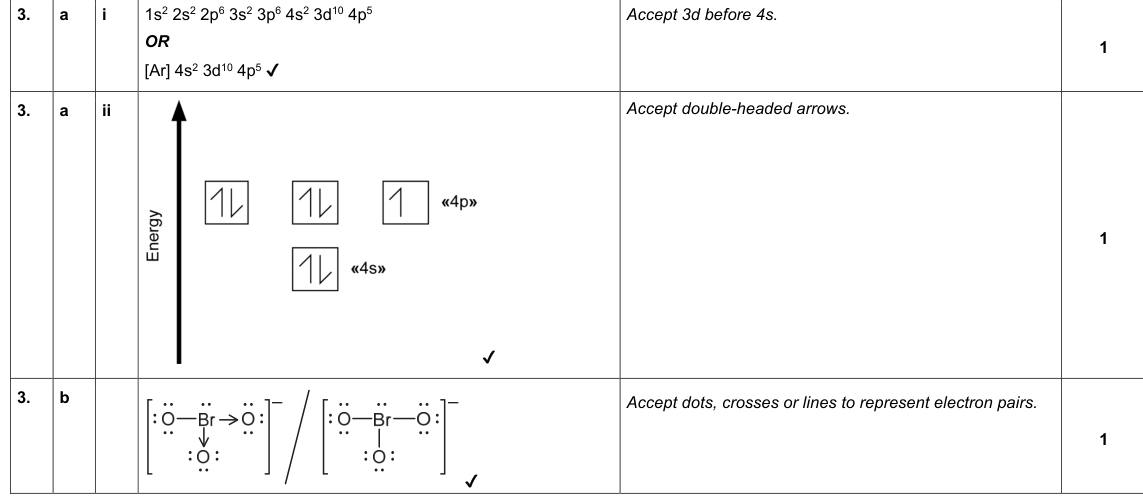 3. a i 1s² 2s² 2p⁶ 3s² 3p⁶ 4s² 3d¹⁰ 4p⁵ Accept 3d before 4s.
OR
1
[Ar] 4s² 3d¹⁰ 4p⁵ ✓
3. a ii Accept double-headed arrows.
«4p»
Energy
1
«4s»
✓
3. b
[:O—Br→O:]⁻ / [:O—Br—O:]⁻ Accept dots, crosses or lines to represent electron pairs.
:O: :O:
1
✓